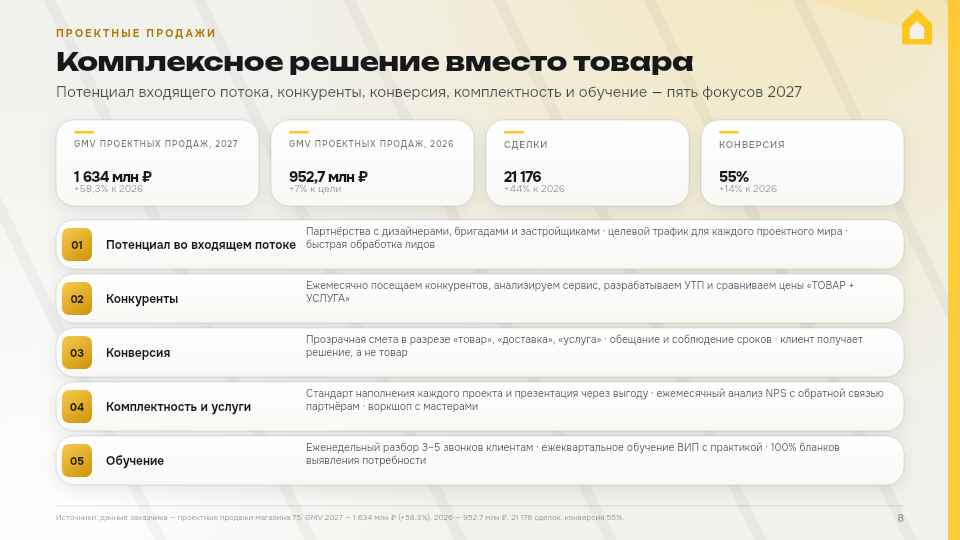 ПРОЕКТНЫЕ ПРОДАЖИ
Комплексное решение вместо товара
Потенциал входящего потока, конкуренты, конверсия, комплектность и обучение — пять фокусов 2027
GMV ПРОЕКТНЫХ ПРОДАЖ, 2027
1 634 млн ₽
+58,3% к 2026
GMV ПРОЕКТНЫХ ПРОДАЖ, 2026
952,7 млн ₽
+7% к цели
СДЕЛКИ
21 176
+44% к 2026
КОНВЕРСИЯ
55%
+14% к 2026
01
Потенциал во входящем потоке
Партнёрства с дизайнерами, бригадами и застройщиками · целевой трафик для каждого проектного мира ·
быстрая обработка лидов
02
Конкуренты
Ежемесячно посещаем конкурентов, анализируем сервис, разрабатываем УТП и сравниваем цены «ТОВАР +
УСЛУГА»
03
Конверсия
Прозрачная смета в разрезе «товар», «доставка», «услуга» · обещание и соблюдение сроков · клиент получает
решение, а не товар
04
Комплектность и услуги
Стандарт наполнения каждого проекта и презентация через выгоду · ежемесячный анализ NPS с обратной связью
партнёрам · воркшоп с мастерами
05
Обучение
Еженедельный разбор 3–5 звонков клиентам · ежеквартальное обучение ВИП с практикой · 100% бланков
выявления потребности
Источники: данные заказчика — проектные продажи магазина 75: GMV 2027 — 1 634 млн ₽ (+58,3%), 2026 — 952,7 млн ₽, 21 176 сделок, конверсия 55%.
8